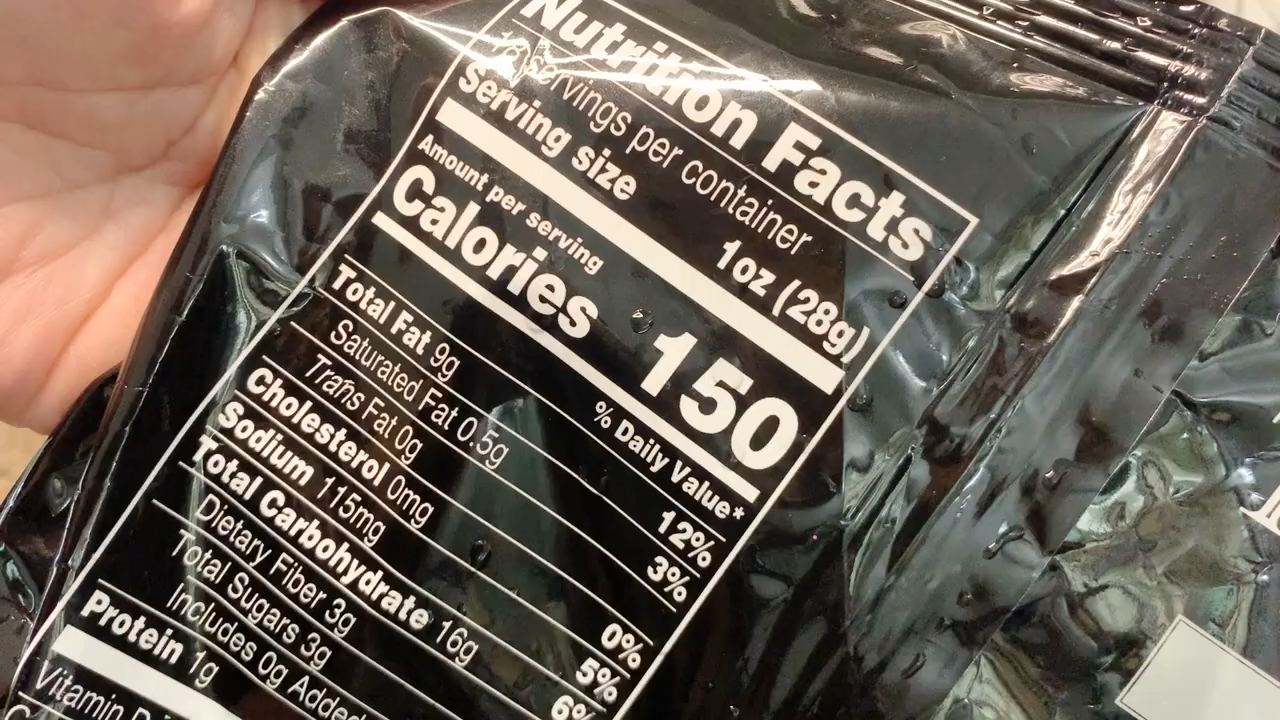 Nutrition Facts
servings per container
Serving size 1oz (28g)
Amount per serving
Calories 150
% Daily Value*
Total Fat 9g 12%
Saturated Fat 0.5g 3%
Trans Fat 0g
Cholesterol 0mg 0%
Sodium 115mg 5%
Total Carbohydrate 16g 6%
Dietary Fiber 3g
Total Sugars 3g
Includes 0g Added
Protein 1g
Vitamin D